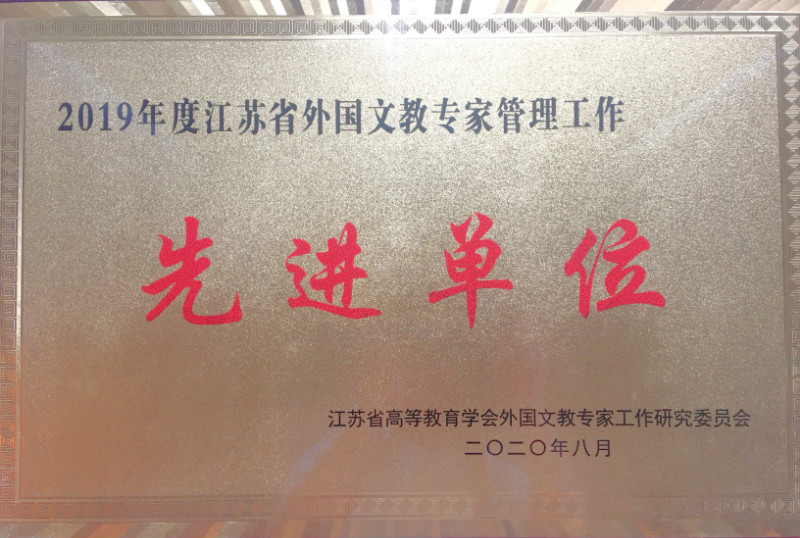 2019年度江苏省外国文教专家管理工作
先进单位
江苏省高等教育学会外国文教专家工作研究委员会
二〇二〇年八月